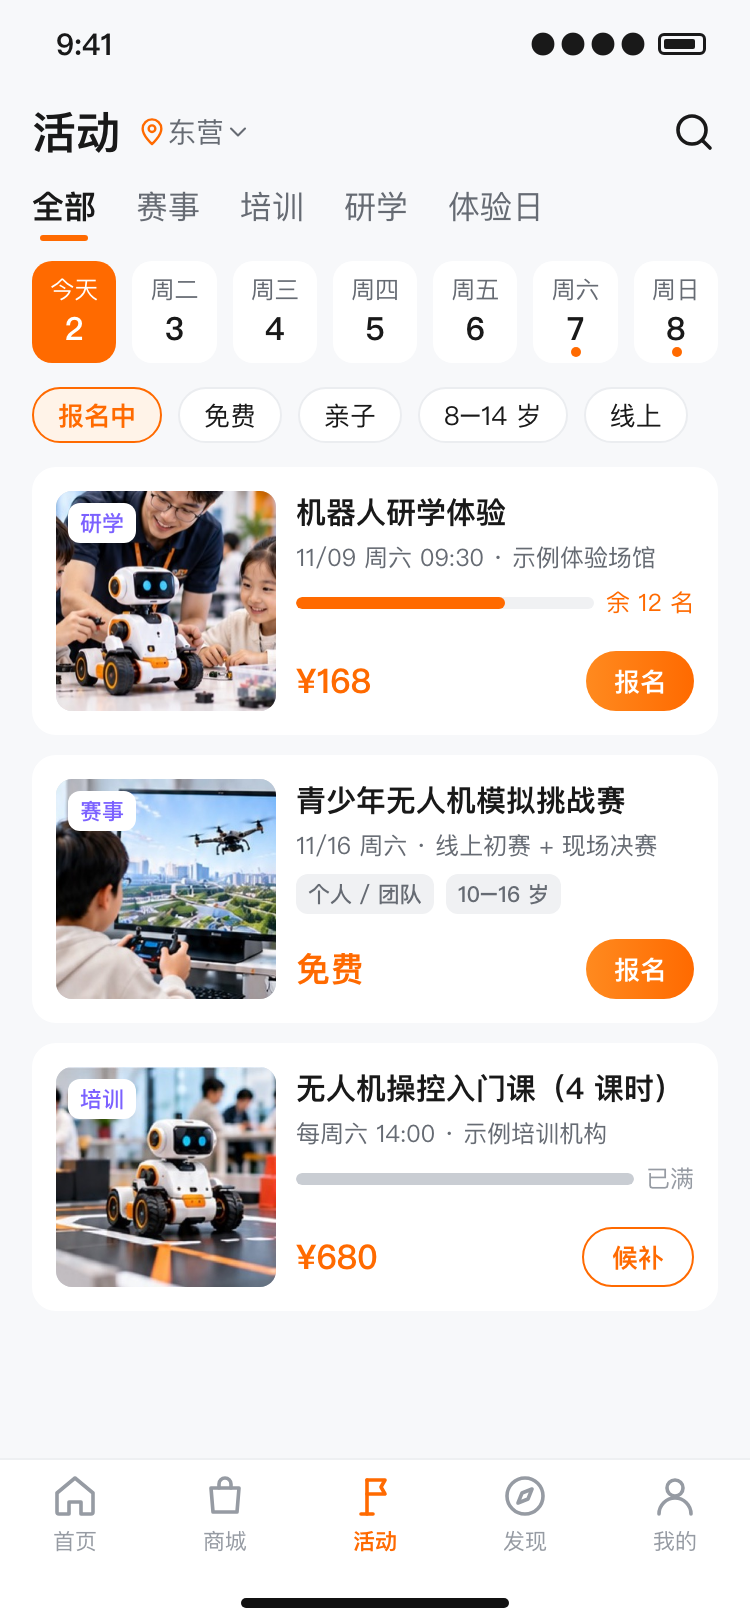 9:41
活动 东营
全部 赛事 培训 研学 体验日
今天 周二 周三 周四 周五 周六 周日
2 3 4 5 6 7 8
报名中 免费 亲子 8–14 岁 线上
研学
机器人研学体验
11/09 周六 09:30 · 示例体验场馆
余 12 名
¥168 报名
赛事
青少年无人机模拟挑战赛
11/16 周六 · 线上初赛 + 现场决赛
个人 / 团队 10–16 岁
免费 报名
培训
无人机操控入门课（4 课时）
每周六 14:00 · 示例培训机构
已满
¥680 候补
首页 商城 活动 发现 我的